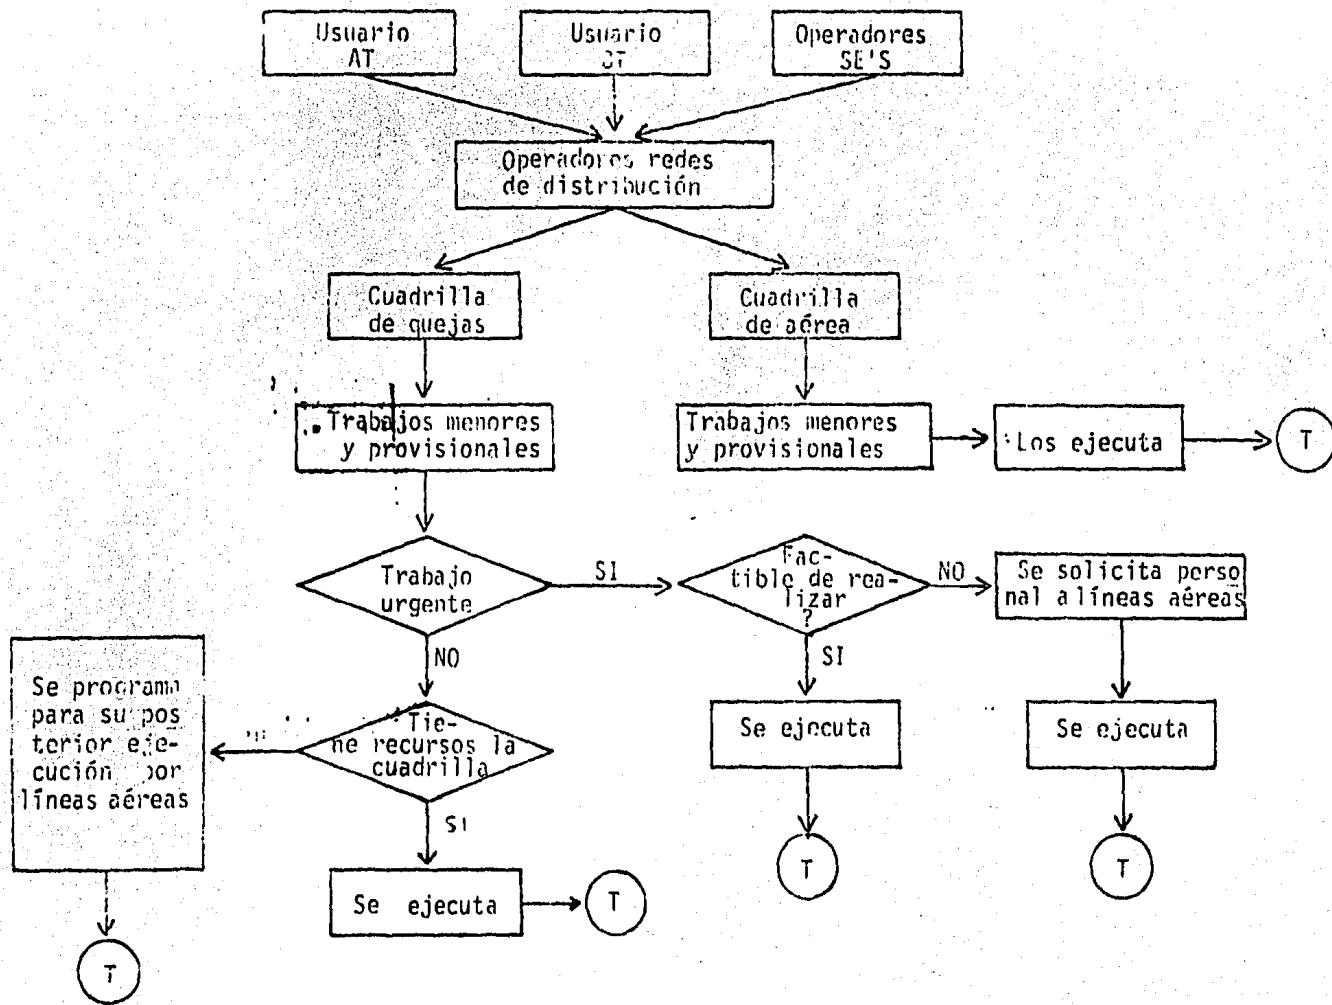 Usuario
AT
Usuario
Operadores
SE'S
Operadores redes
de distribución
Cuadrilla
de quejas
Cuadrilla
de aérea
Trabajos menores
y provisionales
Trabajos menores
y provisionales
Los ejecuta
T
Trabajo
urgente
SI
Fac-
tible de rea-
lizar
?
NO
Se solicita perso
nal a líneas aéreas
NO
SI
Se programa
para su pos
terior eje-
cución por
líneas aéreas
Tie-
ne recursos la
cuadrilla
Se ejecuta
Se ejecuta
SI
T
T
Se ejecuta
T
T